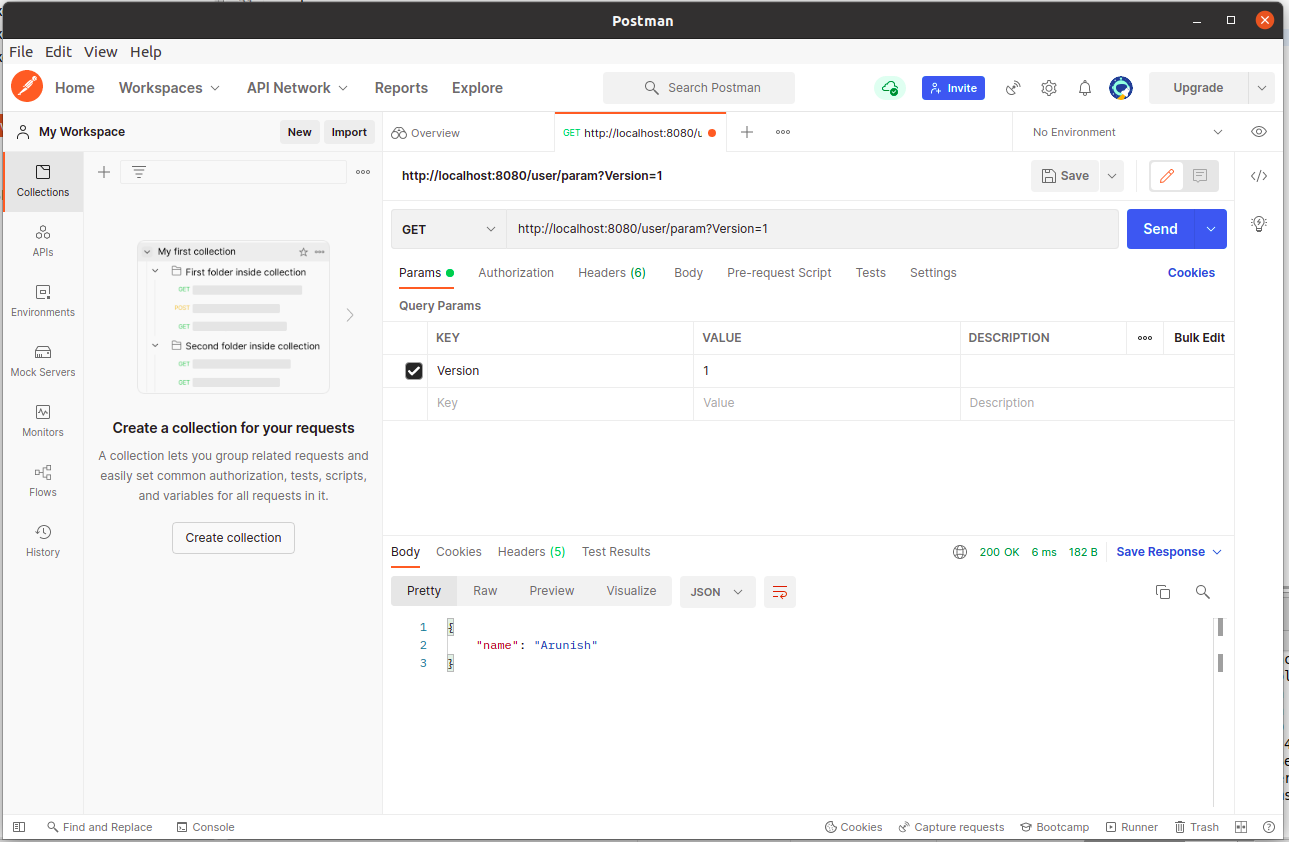 Postman
File Edit View Help
Home Workspaces API Network Reports Explore Search Postman Invite Upgrade
My Workspace New Import Overview GET http://localhost:8080/u No Environment
Collections
APIs
Environments
Mock Servers
Monitors
Flows
History
My first collection
First folder inside collection
GET
POST
GET
Second folder inside collection
GET
GET
Create a collection for your requests
A collection lets you group related requests and
easily set common authorization, tests, scripts,
and variables for all requests in it.
Create collection
http://localhost:8080/user/param?Version=1 Save </>
GET http://localhost:8080/user/param?Version=1 Send
Params Authorization Headers (6) Body Pre-request Script Tests Settings Cookies
Query Params
KEY VALUE DESCRIPTION Bulk Edit
Version 1
Key Value Description
Body Cookies Headers (5) Test Results 200 OK 6 ms 182 B Save Response
Pretty Raw Preview Visualize JSON
1 {
2 "name": "Arunish"
3 }
Find and Replace Console Cookies Capture requests Bootcamp Runner Trash